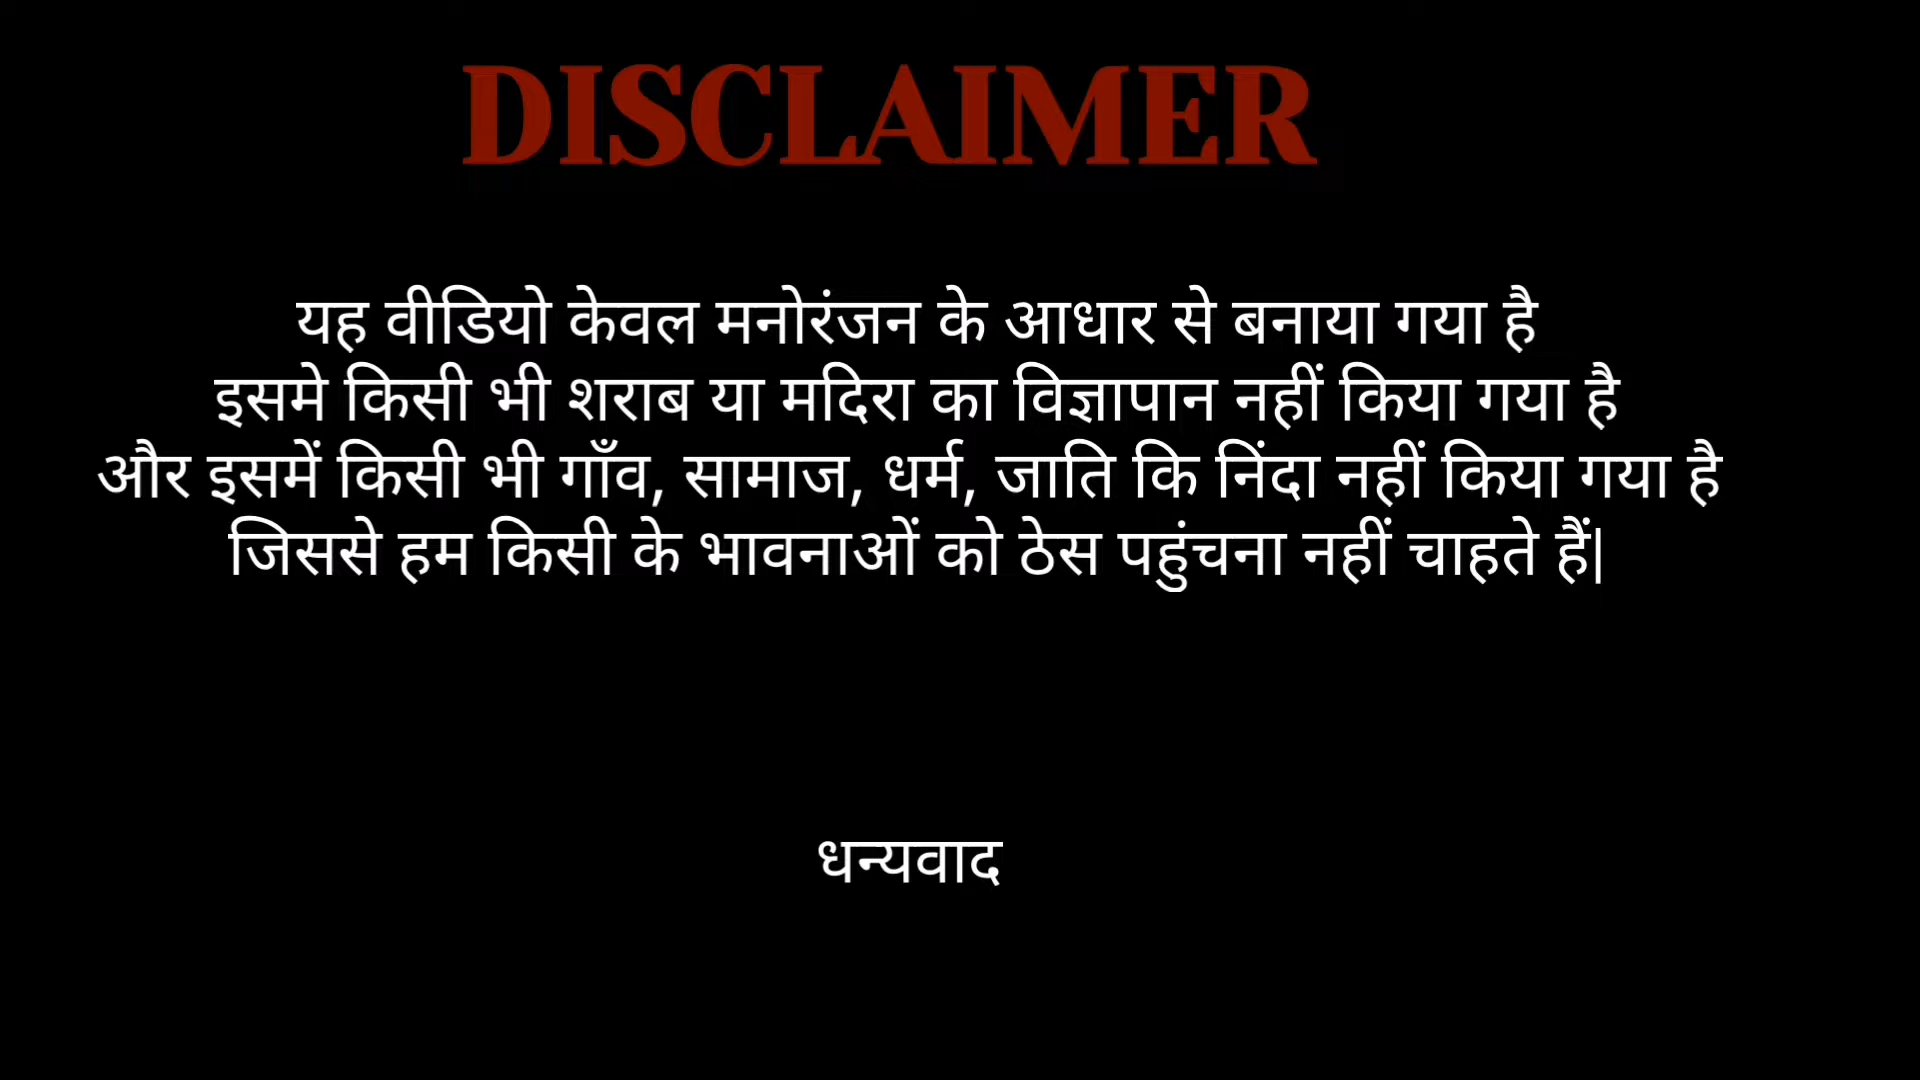 DISCLAIMER
यह वीडियो केवल मनोरंजन के आधार से बनाया गया है
इसमे किसी भी शराब या मदिरा का विज्ञापान नहीं किया गया है
और इसमें किसी भी गाँव, सामाज, धर्म, जाति कि निंदा नहीं किया गया है
जिससे हम किसी के भावनाओं को ठेस पहुंचना नहीं चाहते हैं|
धन्यवाद